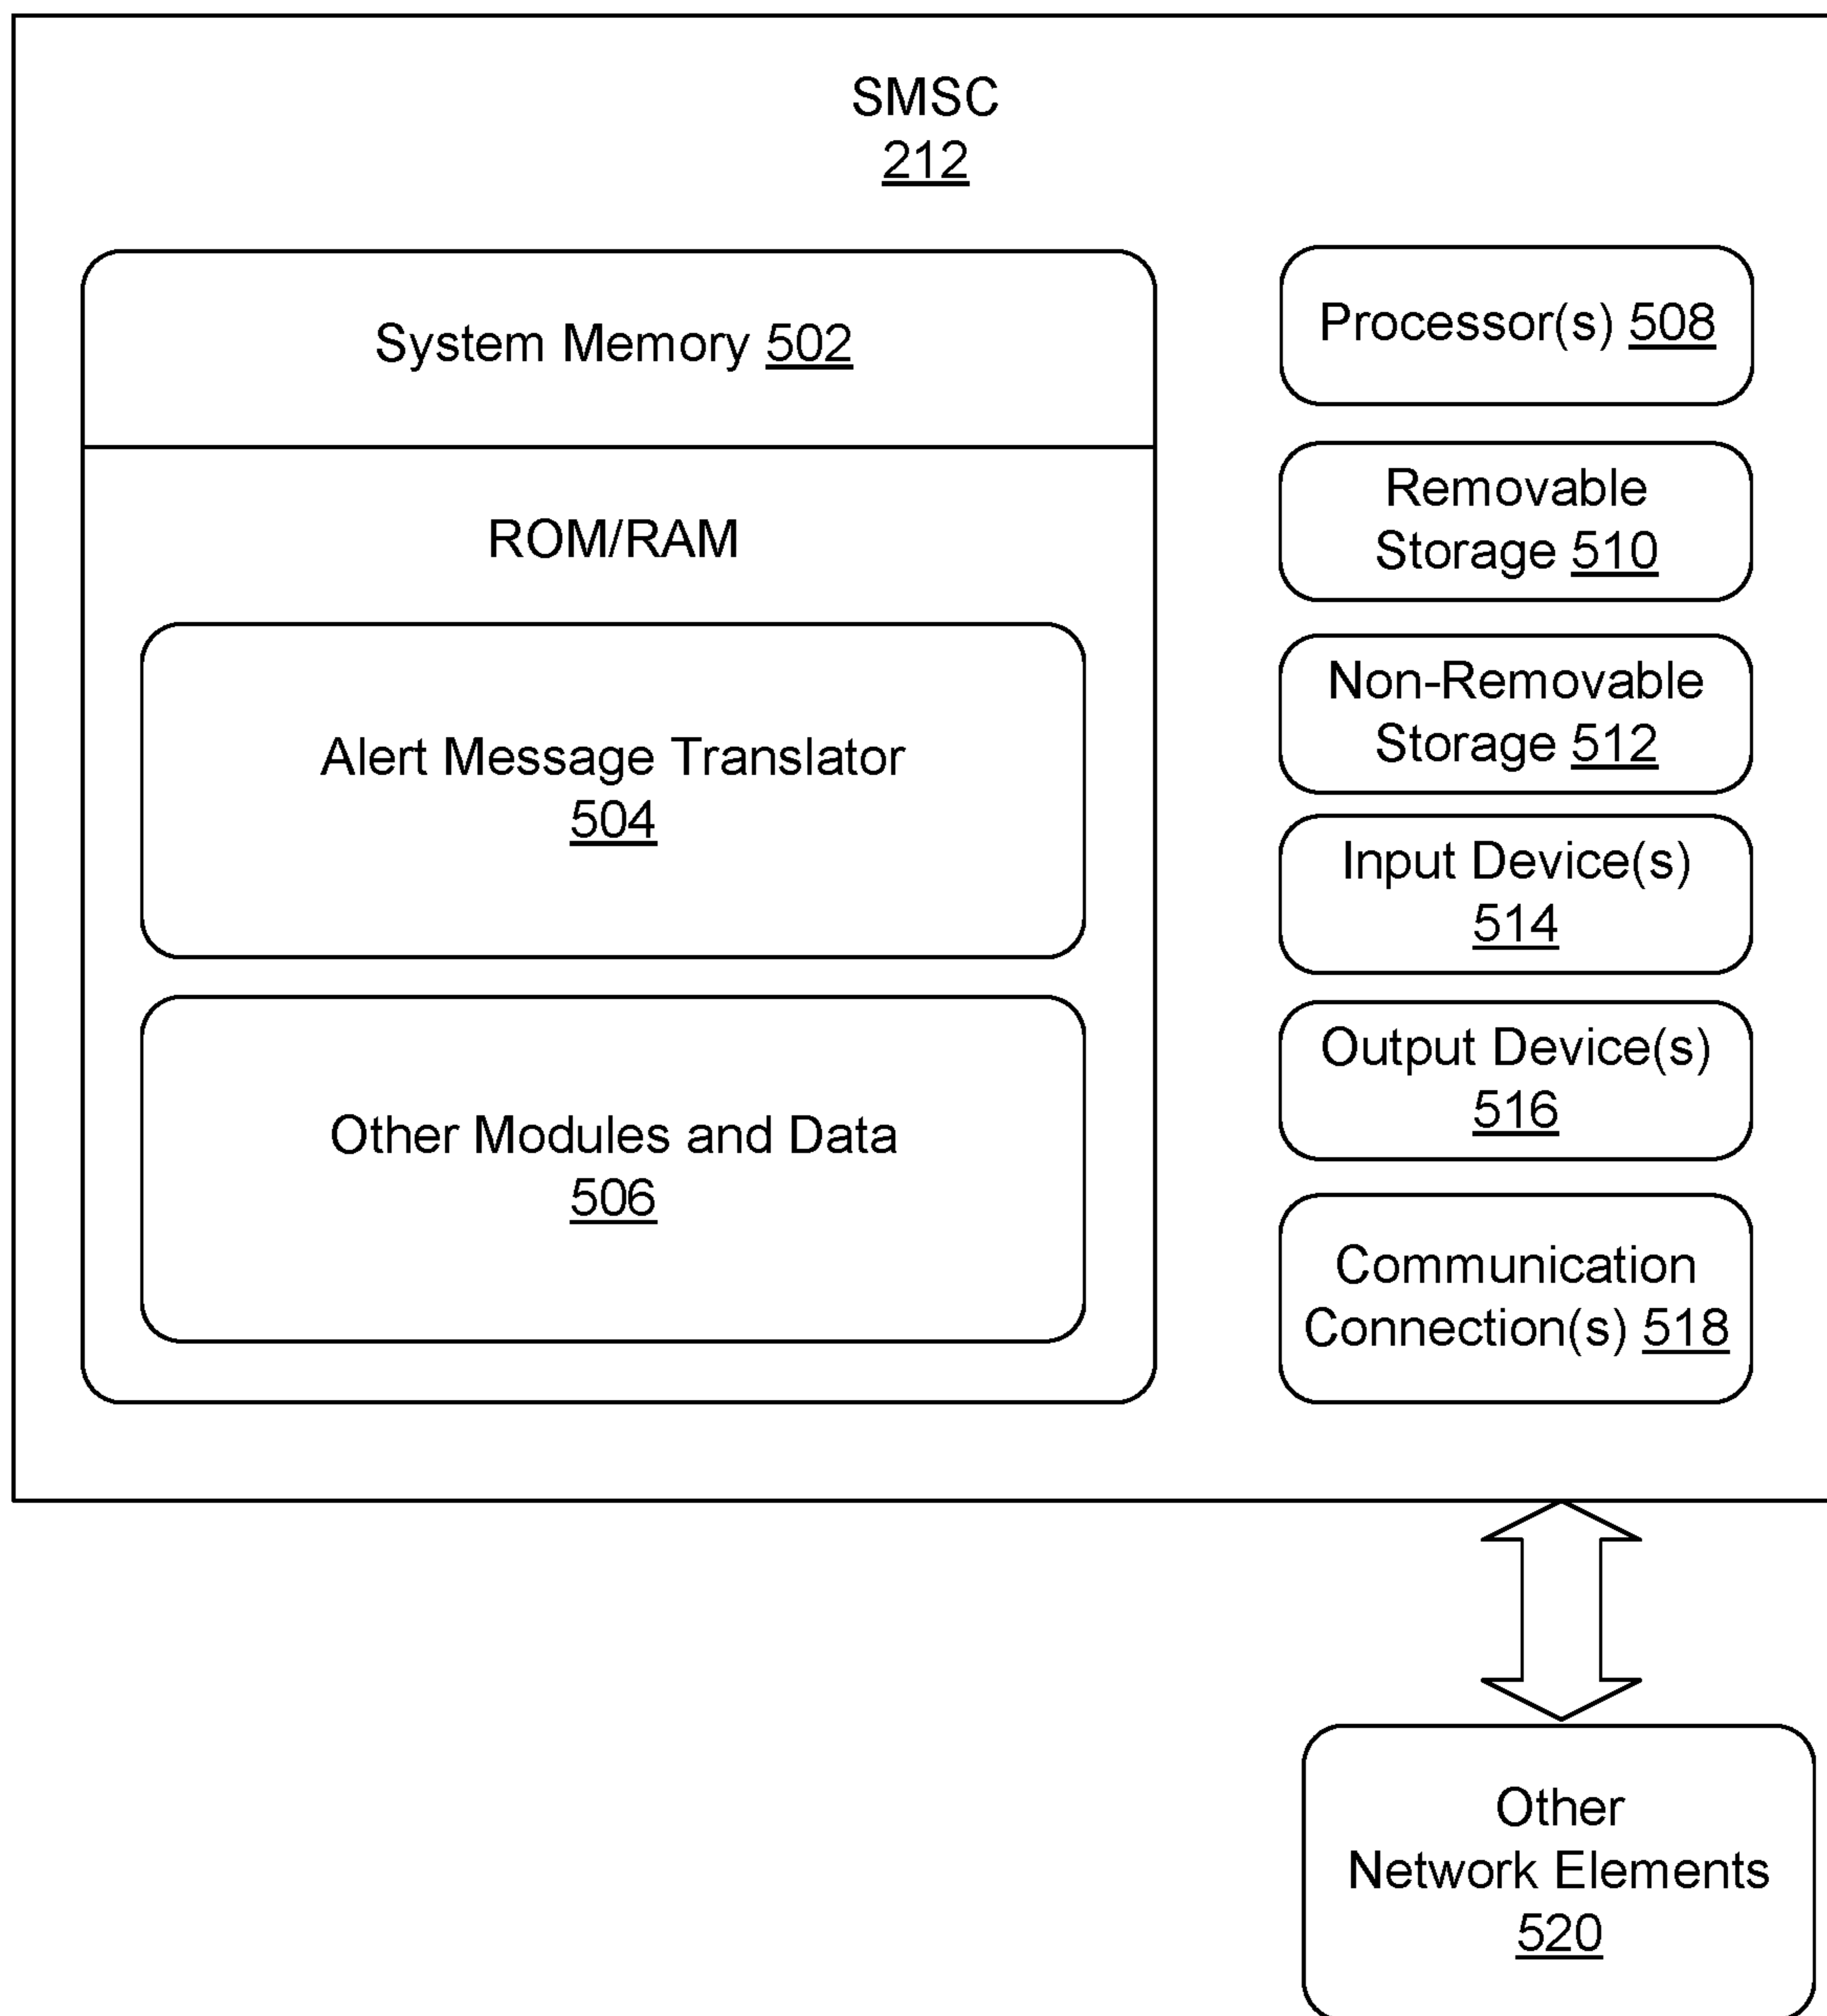 SMSC
212
System Memory 502
ROM/RAM
Alert Message Translator
504
Other Modules and Data
506
Processor(s) 508
Removable
Storage 510
Non-Removable
Storage 512
Input Device(s)
514
Output Device(s)
516
Communication
Connection(s) 518
Other
Network Elements
520